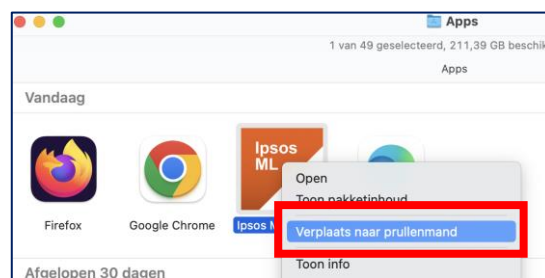 Apps
1 van 49 geselecteerd, 211,39 GB beschik
Apps
Vandaag
Ipsos
ML
Open
Toon pakketinhoud
Firefox
Google Chrome
Ipsos M
Verplaats naar prullenmand
Toon info
Afgelopen 30 dagen